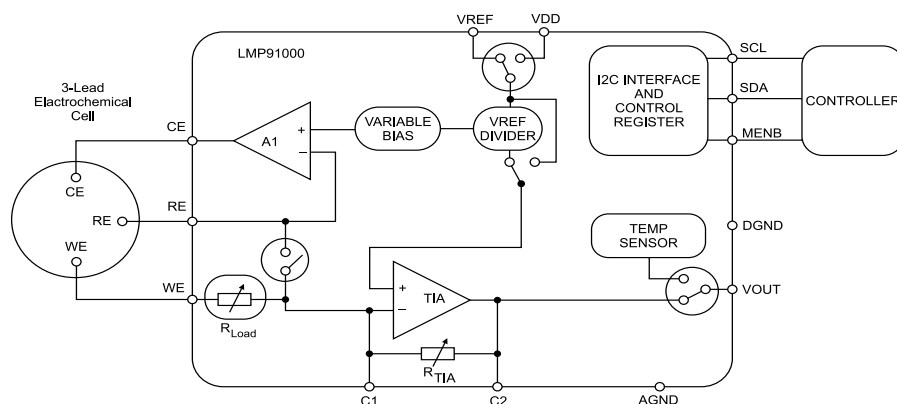 VREF
VDD
LMP91000
SCL
3-Lead
Elactrochemical
Cell
I2C INTERFACE
AND
CONTROL
REGISTER
SDA
CONTROLLER
CE
VARIABLE
BIAS
VREF
DIVIDER
MENB
+
A1
−
CE
RE
RE
TEMP
SENSOR
DGND
WE
WE
+
TIA
−
VOUT
RLoad
RTIA
C1
C2
AGND